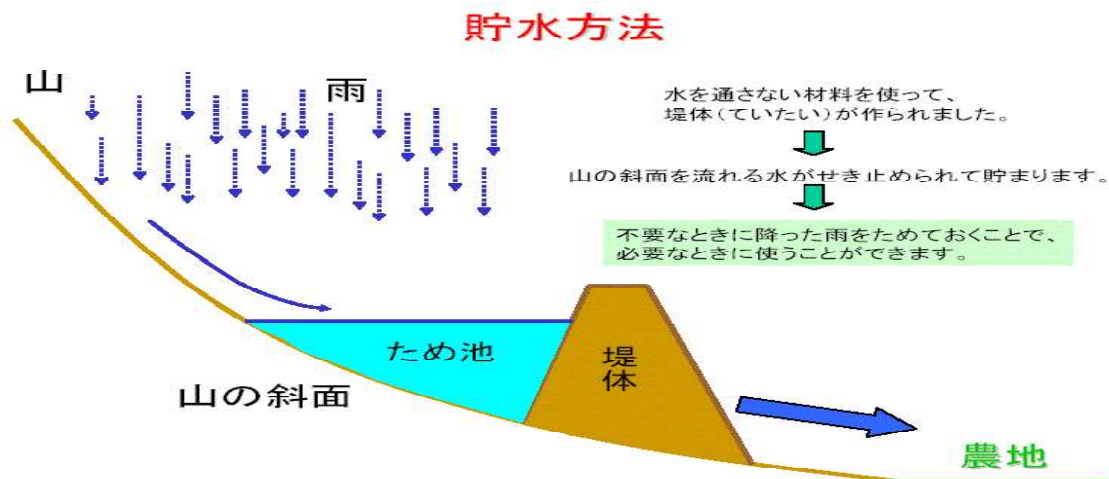 貯水方法
山
雨
水を通さない材料を使って、
堤体(ていたい)が作られました。
山の斜面を流れる水がせき止められて貯まります。
不要なときに降った雨をためておくことで、
必要なときに使うことができます。
ため池
堤体
山の斜面
農地